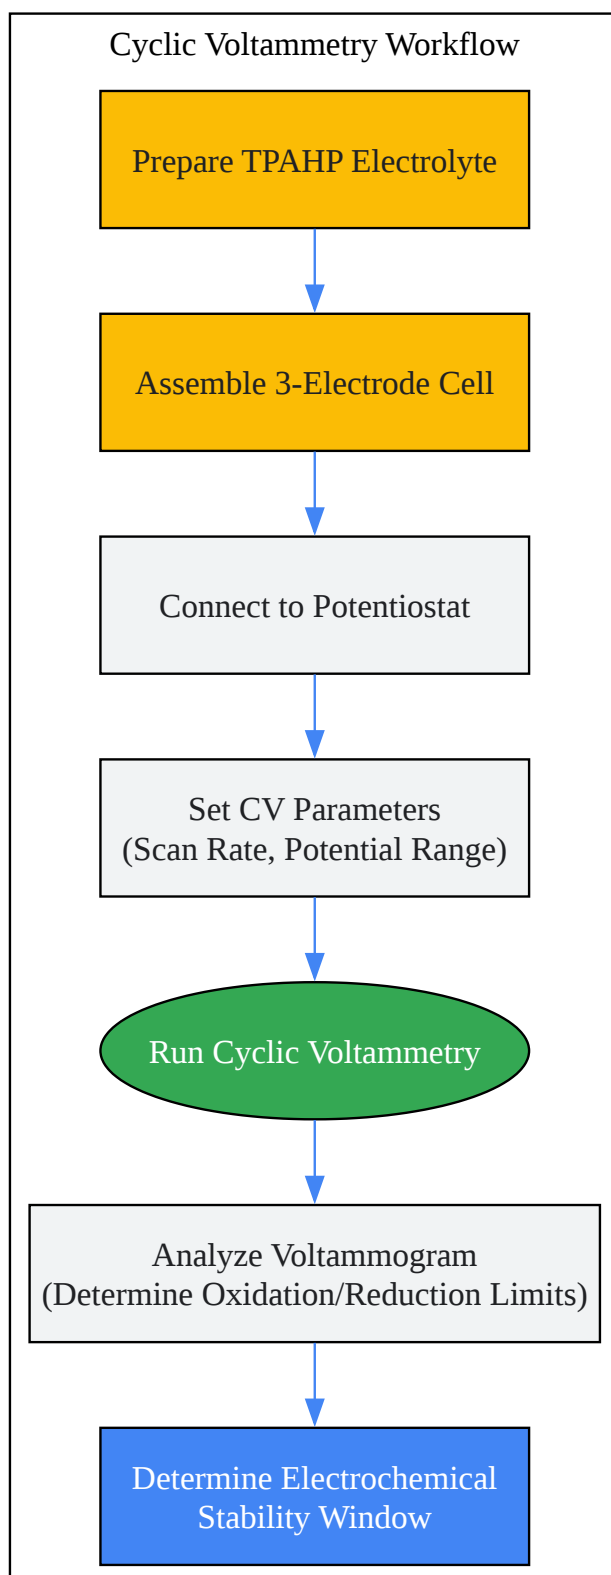 Cyclic Voltammetry Workflow
Prepare TPAHP Electrolyte
Assemble 3-Electrode Cell
Connect to Potentiostat
Set CV Parameters
(Scan Rate, Potential Range)
Run Cyclic Voltammetry
Analyze Voltammogram
(Determine Oxidation/Reduction Limits)
Determine Electrochemical
Stability Window